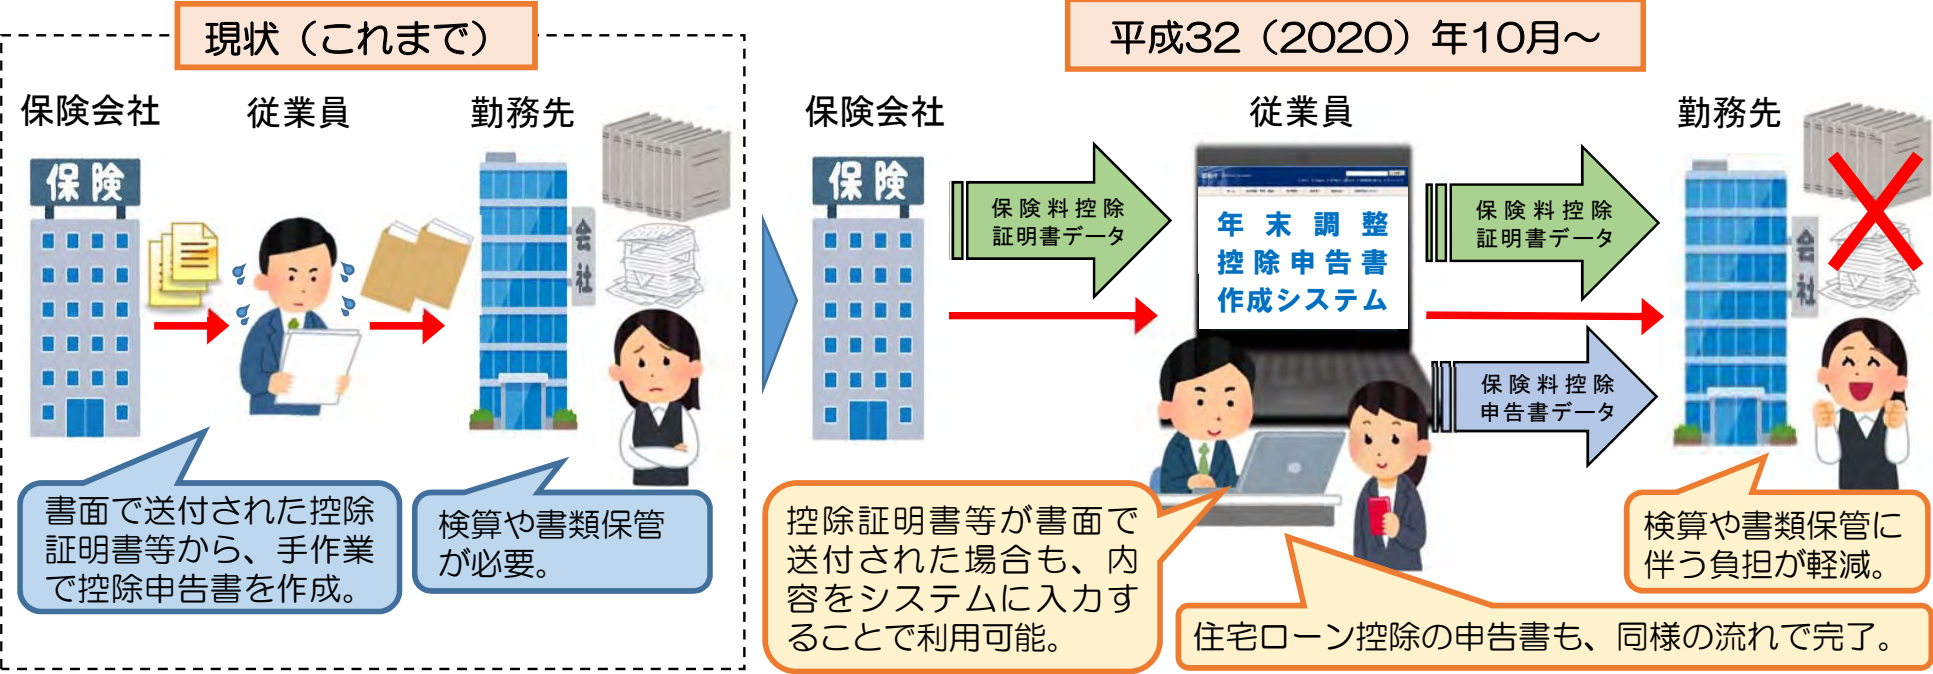 現状（これまで）
保険会社
従業員
勤務先
保険
会社
書面で送付された控除
証明書等から、手作業
で控除申告書を作成。
検算や書類保管
が必要。
平成32（2020）年10月～
保険会社
従業員
勤務先
保険
保険料控除
証明書データ
年末調整
控除申告書
作成システム
保険料控除
証明書データ
保険料控除
申告書データ
会社
控除証明書等が書面で
送付された場合も、内
容をシステムに入力す
ることで利用可能。
検算や書類保管に
伴う負担が軽減。
住宅ローン控除の申告書も、同様の流れで完了。